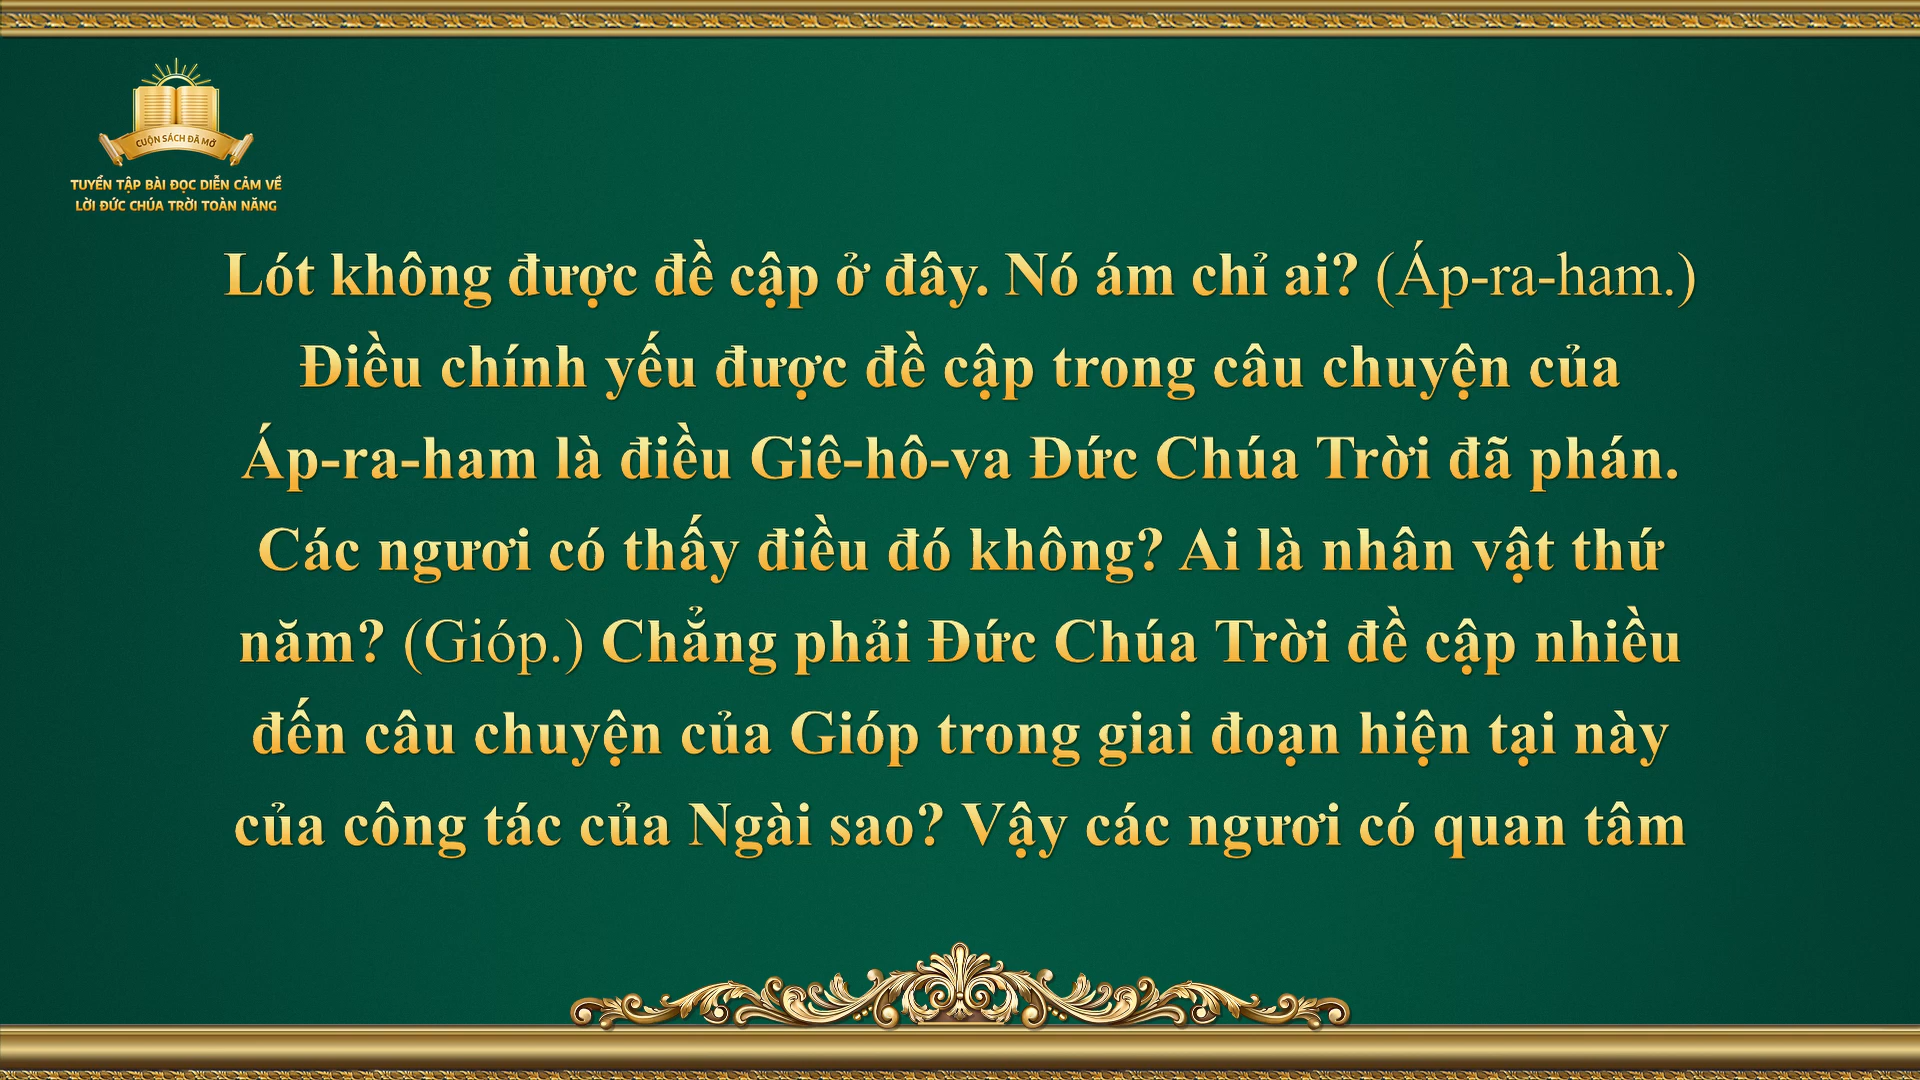 CUỘN SÁCH ĐÃ MỞ
TUYỂN TẬP BÀI ĐỌC DIỄN CẢM VỀ
LỜI ĐỨC CHÚA TRỜI TOÀN NĂNG
Lót không được đề cập ở đây. Nó ám chỉ ai? (Áp-ra-ham.)
Điều chính yếu được đề cập trong câu chuyện của
Áp-ra-ham là điều Giê-hô-va Đức Chúa Trời đã phán.
Các ngươi có thấy điều đó không? Ai là nhân vật thứ
năm? (Gióp.) Chẳng phải Đức Chúa Trời đề cập nhiều
đến câu chuyện của Gióp trong giai đoạn hiện tại này
của công tác của Ngài sao? Vậy các ngươi có quan tâm